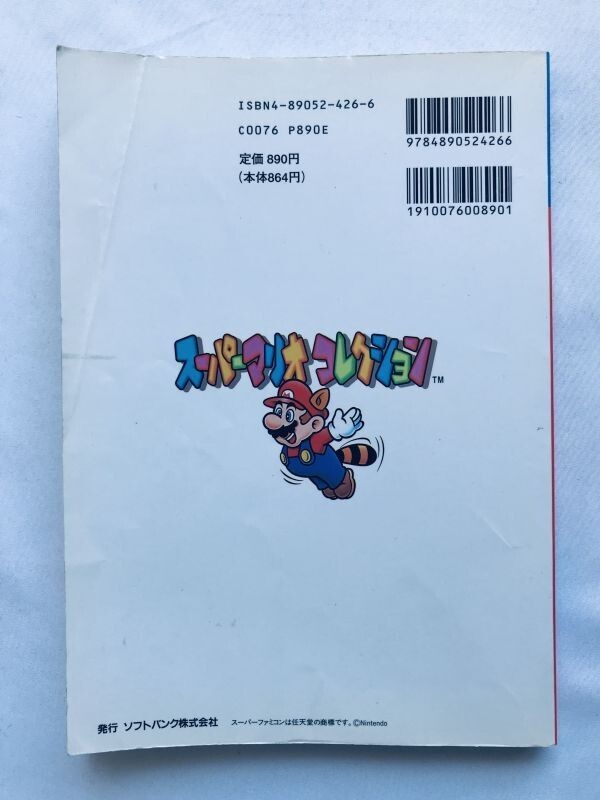 ISBN4-89052-426-6
C0076 P890E
定価 890円
(本体864円)
9784890524266
1910076008901
スーパーマリオ コレクション™
発行 ソフトバンク株式会社
スーパーファミコンは任天堂の商標です。©Nintendo